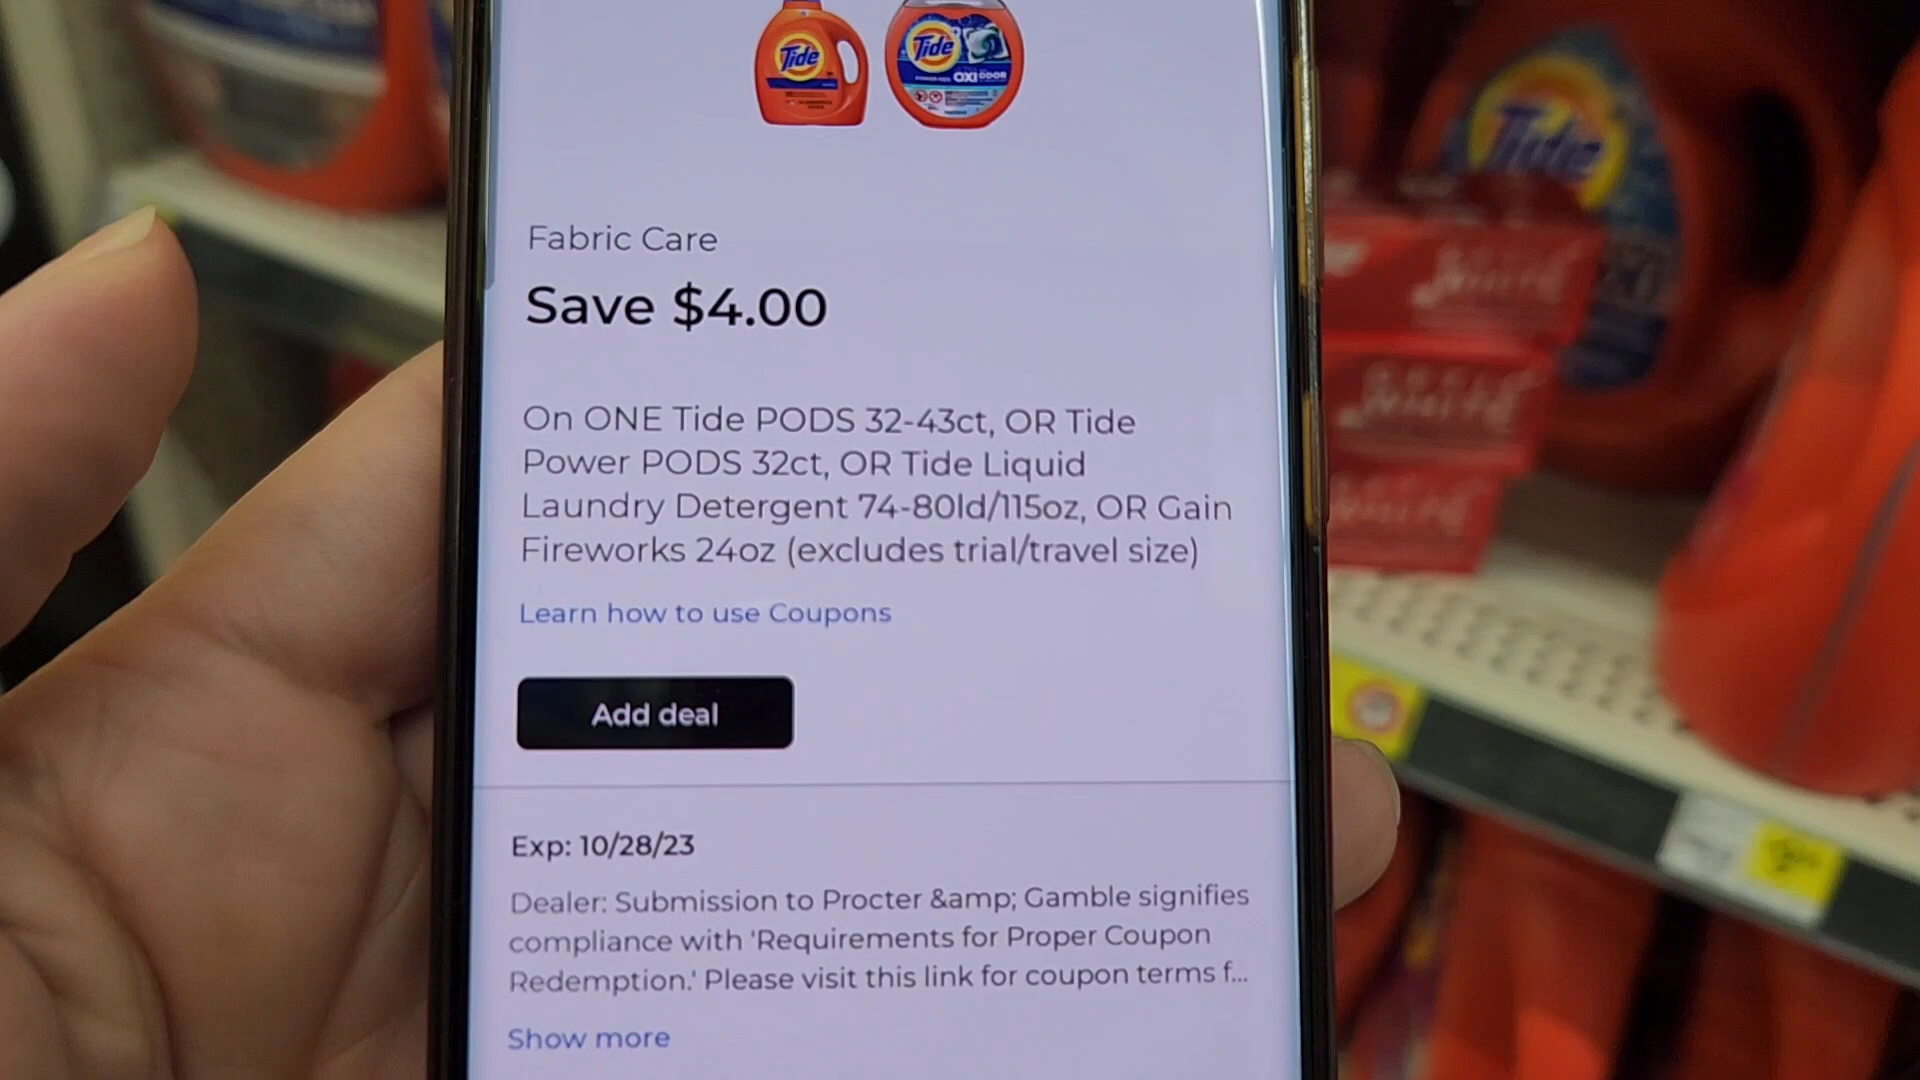 Tide
Tide
OXI ODOR
Fabric Care
Save $4.00
On ONE Tide PODS 32-43ct, OR Tide
Power PODS 32ct, OR Tide Liquid
Laundry Detergent 74-80ld/115oz, OR Gain
Fireworks 24oz (excludes trial/travel size)
Learn how to use Coupons
Add deal
Exp: 10/28/23
Dealer: Submission to Procter &amp; Gamble signifies
compliance with 'Requirements for Proper Coupon
Redemption.' Please visit this link for coupon terms f...
Show more
Tide